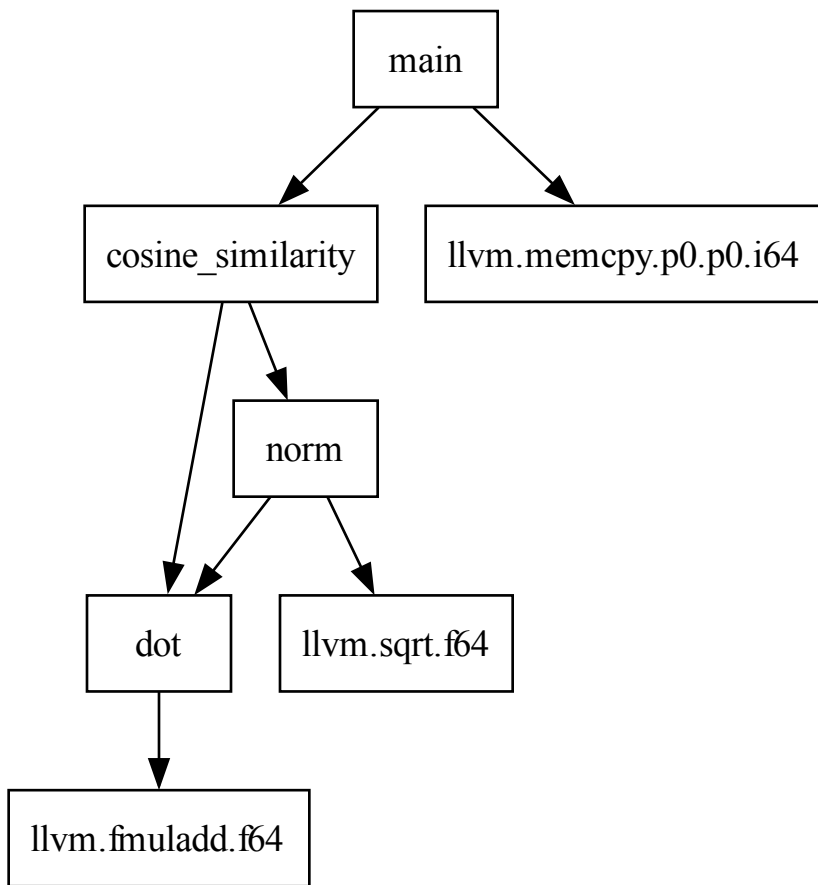 main
cosine_similarity
llvm.memcpy.p0.p0.i64
norm
dot
llvm.sqrt.f64
llvm.fmuladd.f64